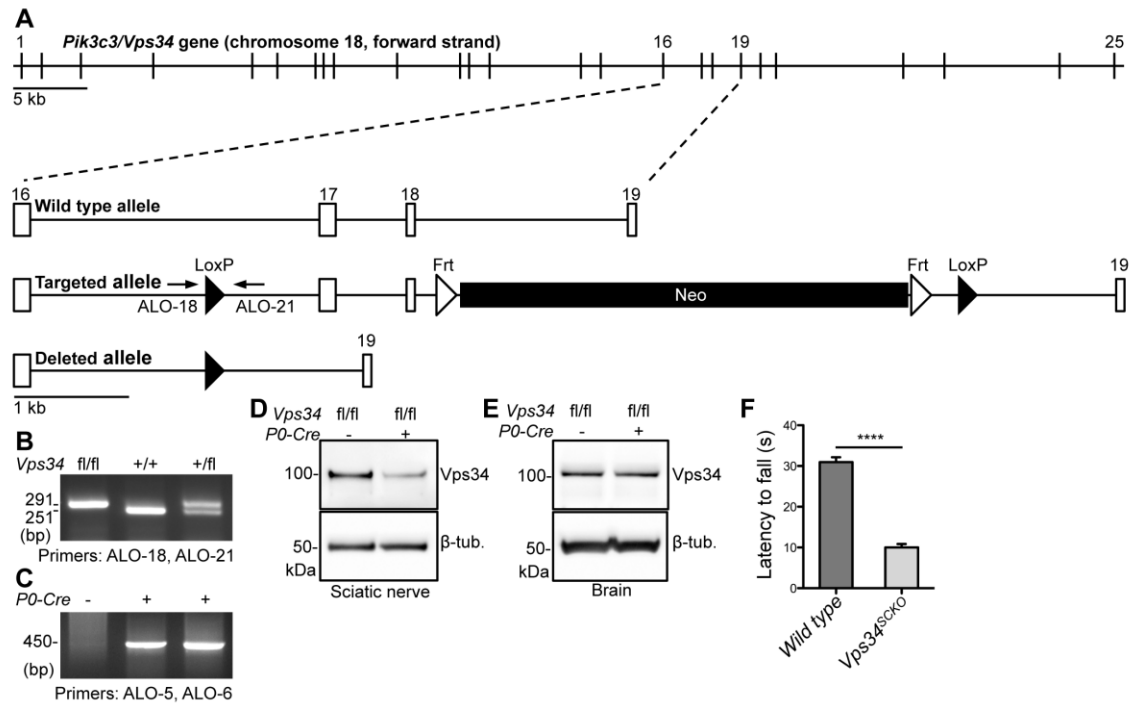 A
1 Pik3c3/Vps34 gene (chromosome 18, forward strand) 16 19 25
5 kb
16 Wild type allele 17 18 19
Targeted allele LoxP Frt Frt LoxP 19
ALO-18 ALO-21 Neo
Deleted allele 19
1 kb
B
Vps34 fl/fl +/+ +/fl
291-
251-
(bp)
Primers: ALO-18, ALO-21
C
P0-Cre - + +
450-
(bp)
Primers: ALO-5, ALO-6
D
Vps34 fl/fl fl/fl
P0-Cre - +
100- Vps34
50- β-tub.
kDa
Sciatic nerve
E
Vps34 fl/fl fl/fl
P0-Cre - +
100- Vps34
50- β-tub.
kDa
Brain
F
Latency to fall (s)
40
30
20
10
0
****
Wild type
Vps34SCKO